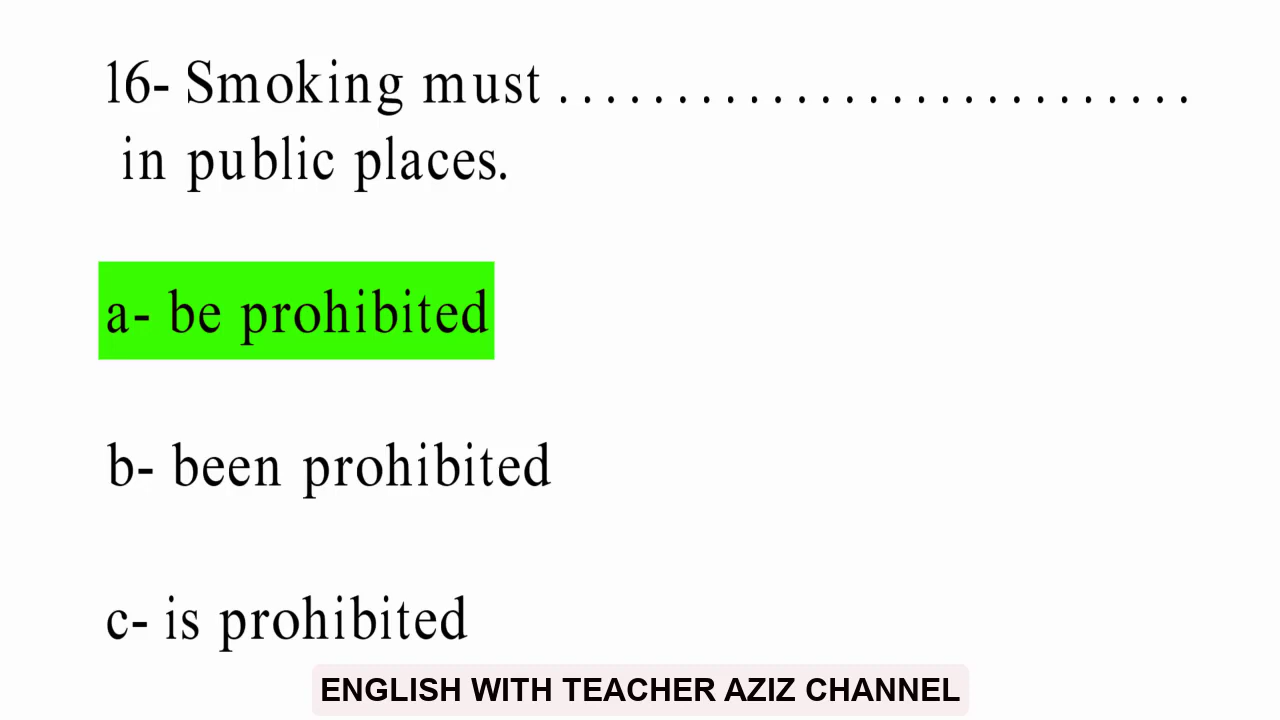 16- Smoking must . . . . . . . . . . . . . . . . . . . . . . . . . . .
in public places.
a- be prohibited
b- been prohibited
c- is prohibited
ENGLISH WITH TEACHER AZIZ CHANNEL